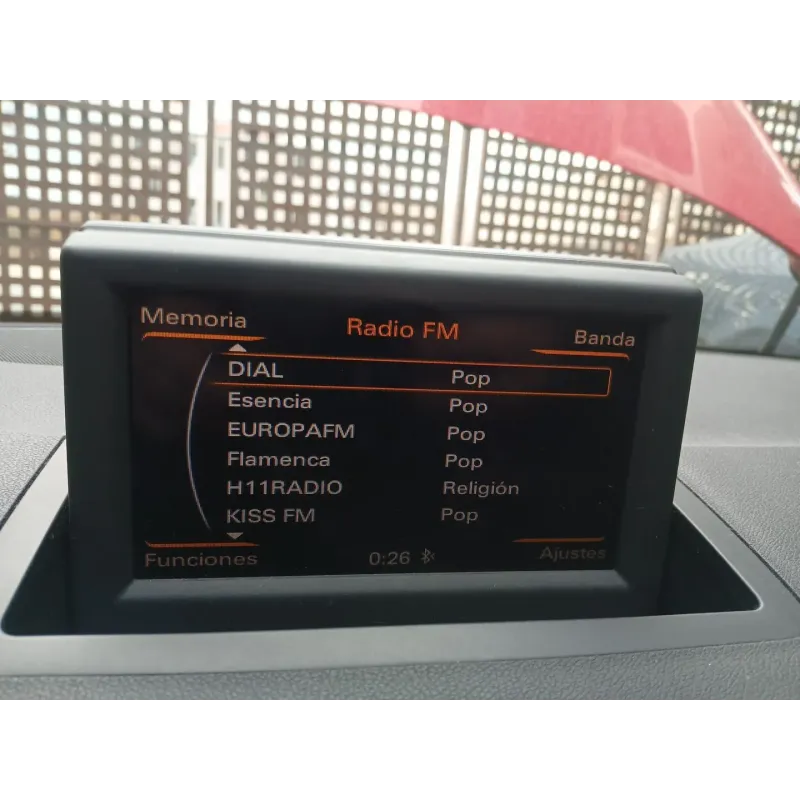 Memoria Radio FM Banda
DIAL Pop
Esencia Pop
EUROPAFM Pop
Flamenca Pop
H11RADIO Religión
KISS FM Pop
Funciones 0:26 Ajustes